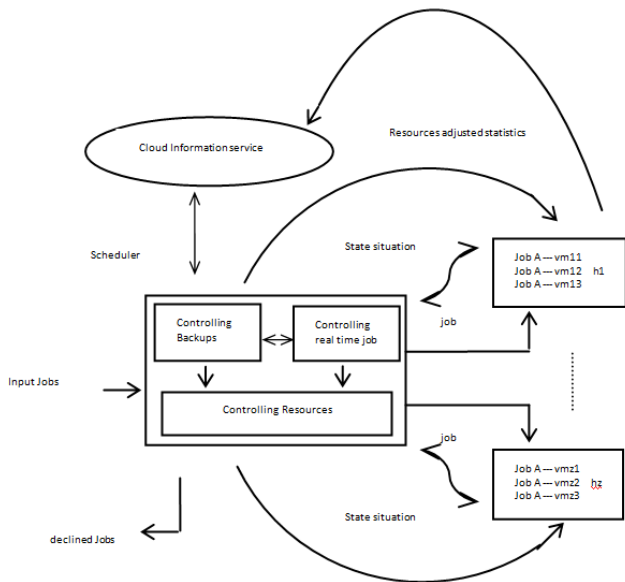 Resources adjusted statistics
Cloud Information service
State situation
Scheduler
Job A --- vm11
Job A --- vm12 h1
Job A --- vm13
job
Controlling
Backups
Controlling
real time job
Input Jobs
Controlling Resources
job
Job A --- vmz1
Job A --- vmz2 hz
Job A --- vmz3
State situation
declined Jobs